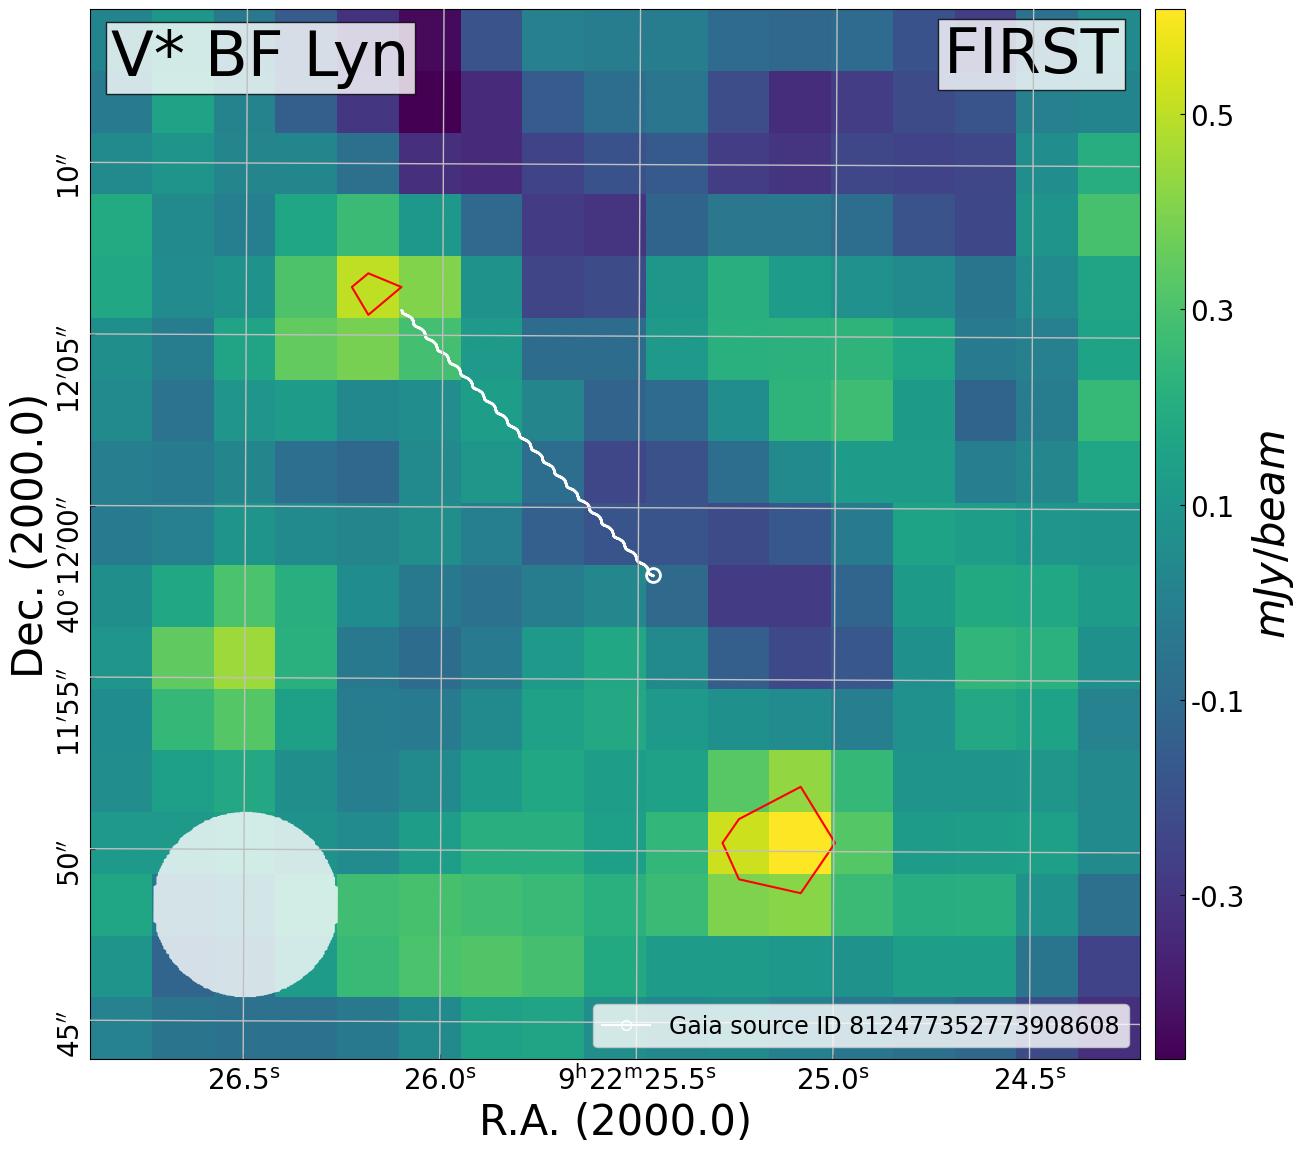 V* BF Lyn
FIRST
0.5
0.3
0.1
-0.1
-0.3
mJy/beam
Dec. (2000.0)
10″
12′05″
40°12′00″
11′55″
50″
45″
Gaia source ID 812477352773908608
26.5ˢ 26.0ˢ 9ʰ22ᵐ25.5ˢ 25.0ˢ 24.5ˢ
R.A. (2000.0)